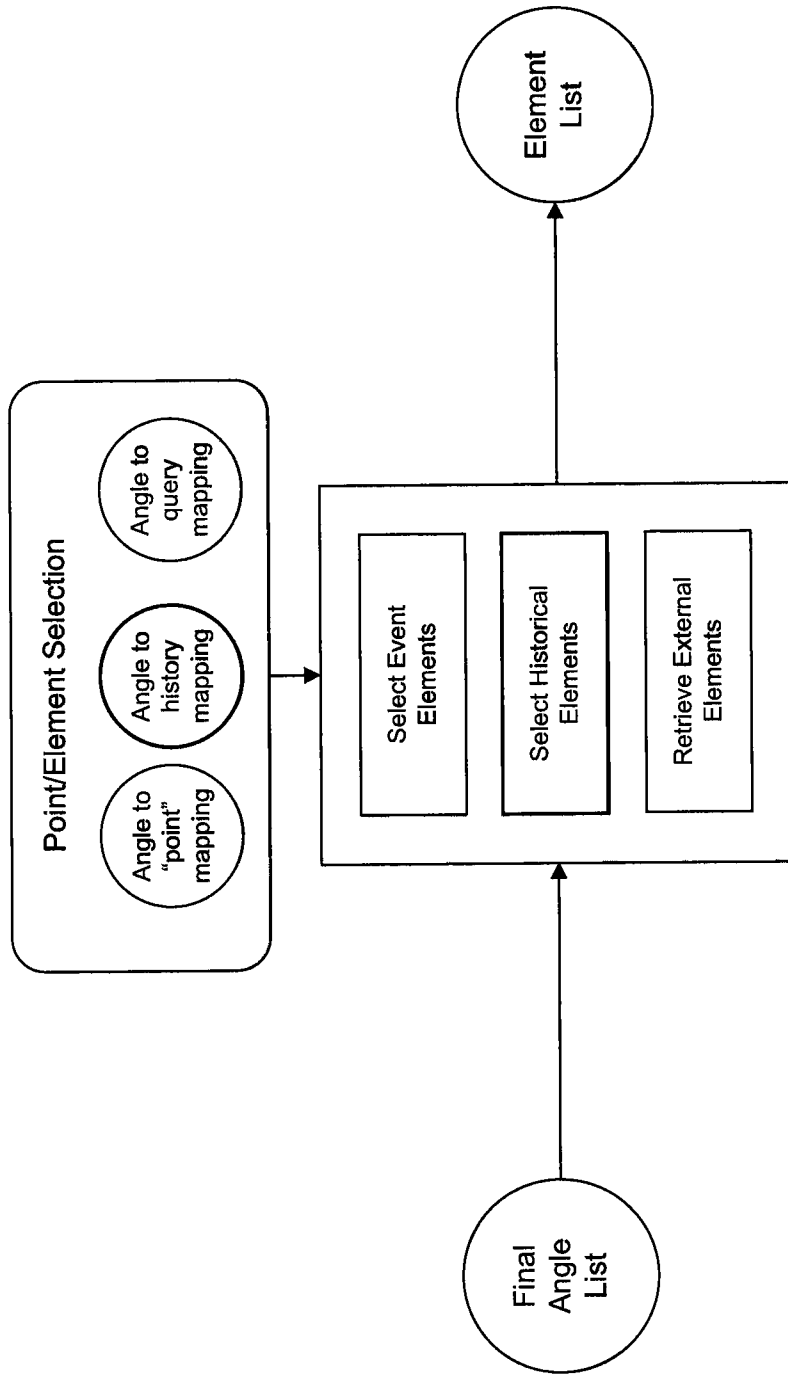 Point/Element Selection
Angle to
"point"
mapping
Angle to
history
mapping
Angle to
query
mapping
Select Event
Elements
Select Historical
Elements
Retrieve External
Elements
Final
Angle
List
Element
List